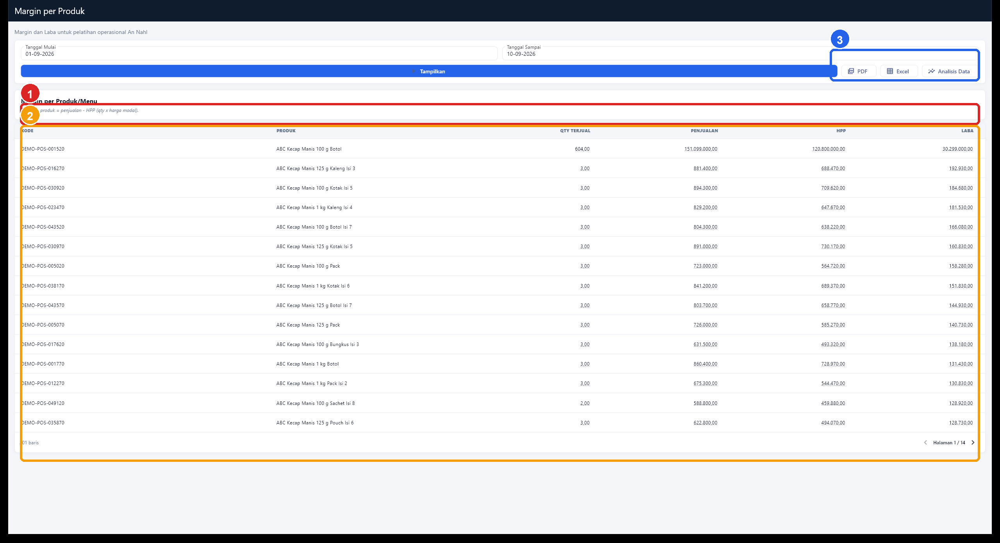 Margin per Produk
Margin dan Laba untuk pelatihan operasional An Nahl
3
Tanggal Mulai
01-09-2026
Tanggal Sampai
10-09-2026
Tampilkan
PDF
Excel
Analisis Data
1
per Produk/Menu
2
produk = penjualan - HPP (qty x harga modal).
KODE PRODUK QTY TERJUAL PENJUALAN HPP LABA
DEMO-POS-001520 ABC Kecap Manis 100 g Botol 604,00 151.099.000,00 120.800.000,00 30.299.000,00
DEMO-POS-016270 ABC Kecap Manis 125 g Kaleng Isi 3 3,00 881.400,00 688.470,00 192.930,00
DEMO-POS-030920 ABC Kecap Manis 100 g Kotak Isi 5 3,00 894.300,00 709.620,00 184.680,00
DEMO-POS-023470 ABC Kecap Manis 1 kg Kaleng Isi 4 3,00 829.200,00 647.670,00 181.530,00
DEMO-POS-043520 ABC Kecap Manis 100 g Botol Isi 7 3,00 804.300,00 638.220,00 166.080,00
DEMO-POS-030970 ABC Kecap Manis 125 g Kotak Isi 5 3,00 891.000,00 730.170,00 160.830,00
DEMO-POS-005020 ABC Kecap Manis 100 g Pack 3,00 723.000,00 564.720,00 158.280,00
DEMO-POS-038170 ABC Kecap Manis 1 kg Kotak Isi 6 3,00 841.200,00 689.370,00 151.830,00
DEMO-POS-043570 ABC Kecap Manis 125 g Botol Isi 7 3,00 803.700,00 658.770,00 144.930,00
DEMO-POS-005070 ABC Kecap Manis 125 g Pack 3,00 726.000,00 585.270,00 140.730,00
DEMO-POS-017620 ABC Kecap Manis 100 g Bungkus Isi 3 3,00 631.500,00 493.320,00 138.180,00
DEMO-POS-001770 ABC Kecap Manis 1 kg Botol 3,00 860.400,00 728.970,00 131.430,00
DEMO-POS-012270 ABC Kecap Manis 1 kg Pack Isi 2 3,00 675.300,00 544.470,00 130.830,00
DEMO-POS-049120 ABC Kecap Manis 100 g Sachet Isi 8 2,00 588.800,00 459.880,00 128.920,00
DEMO-POS-035870 ABC Kecap Manis 125 g Pouch Isi 6 3,00 622.800,00 494.070,00 128.730,00
baris
Halaman 1 / 14